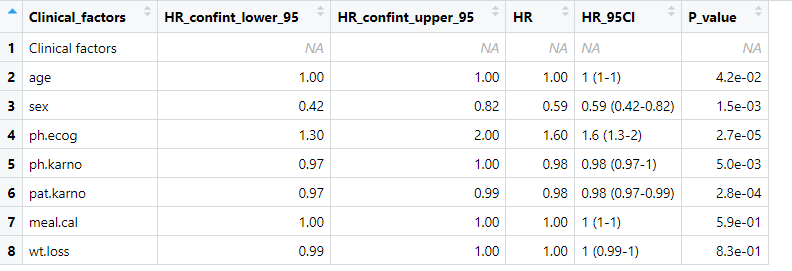 Clinical_factors HR_confint_lower_95 HR_confint_upper_95 HR HR_95CI P_value
1 Clinical factors NA NA NA NA NA
2 age 1.00 1.00 1.00 1 (1-1) 4.2e-02
3 sex 0.42 0.82 0.59 0.59 (0.42-0.82) 1.5e-03
4 ph.ecog 1.30 2.00 1.60 1.6 (1.3-2) 2.7e-05
5 ph.karno 0.97 1.00 0.98 0.98 (0.97-1) 5.0e-03
6 pat.karno 0.97 0.99 0.98 0.98 (0.97-0.99) 2.8e-04
7 meal.cal 1.00 1.00 1.00 1 (1-1) 5.9e-01
8 wt.loss 0.99 1.00 1.00 1 (0.99-1) 8.3e-01